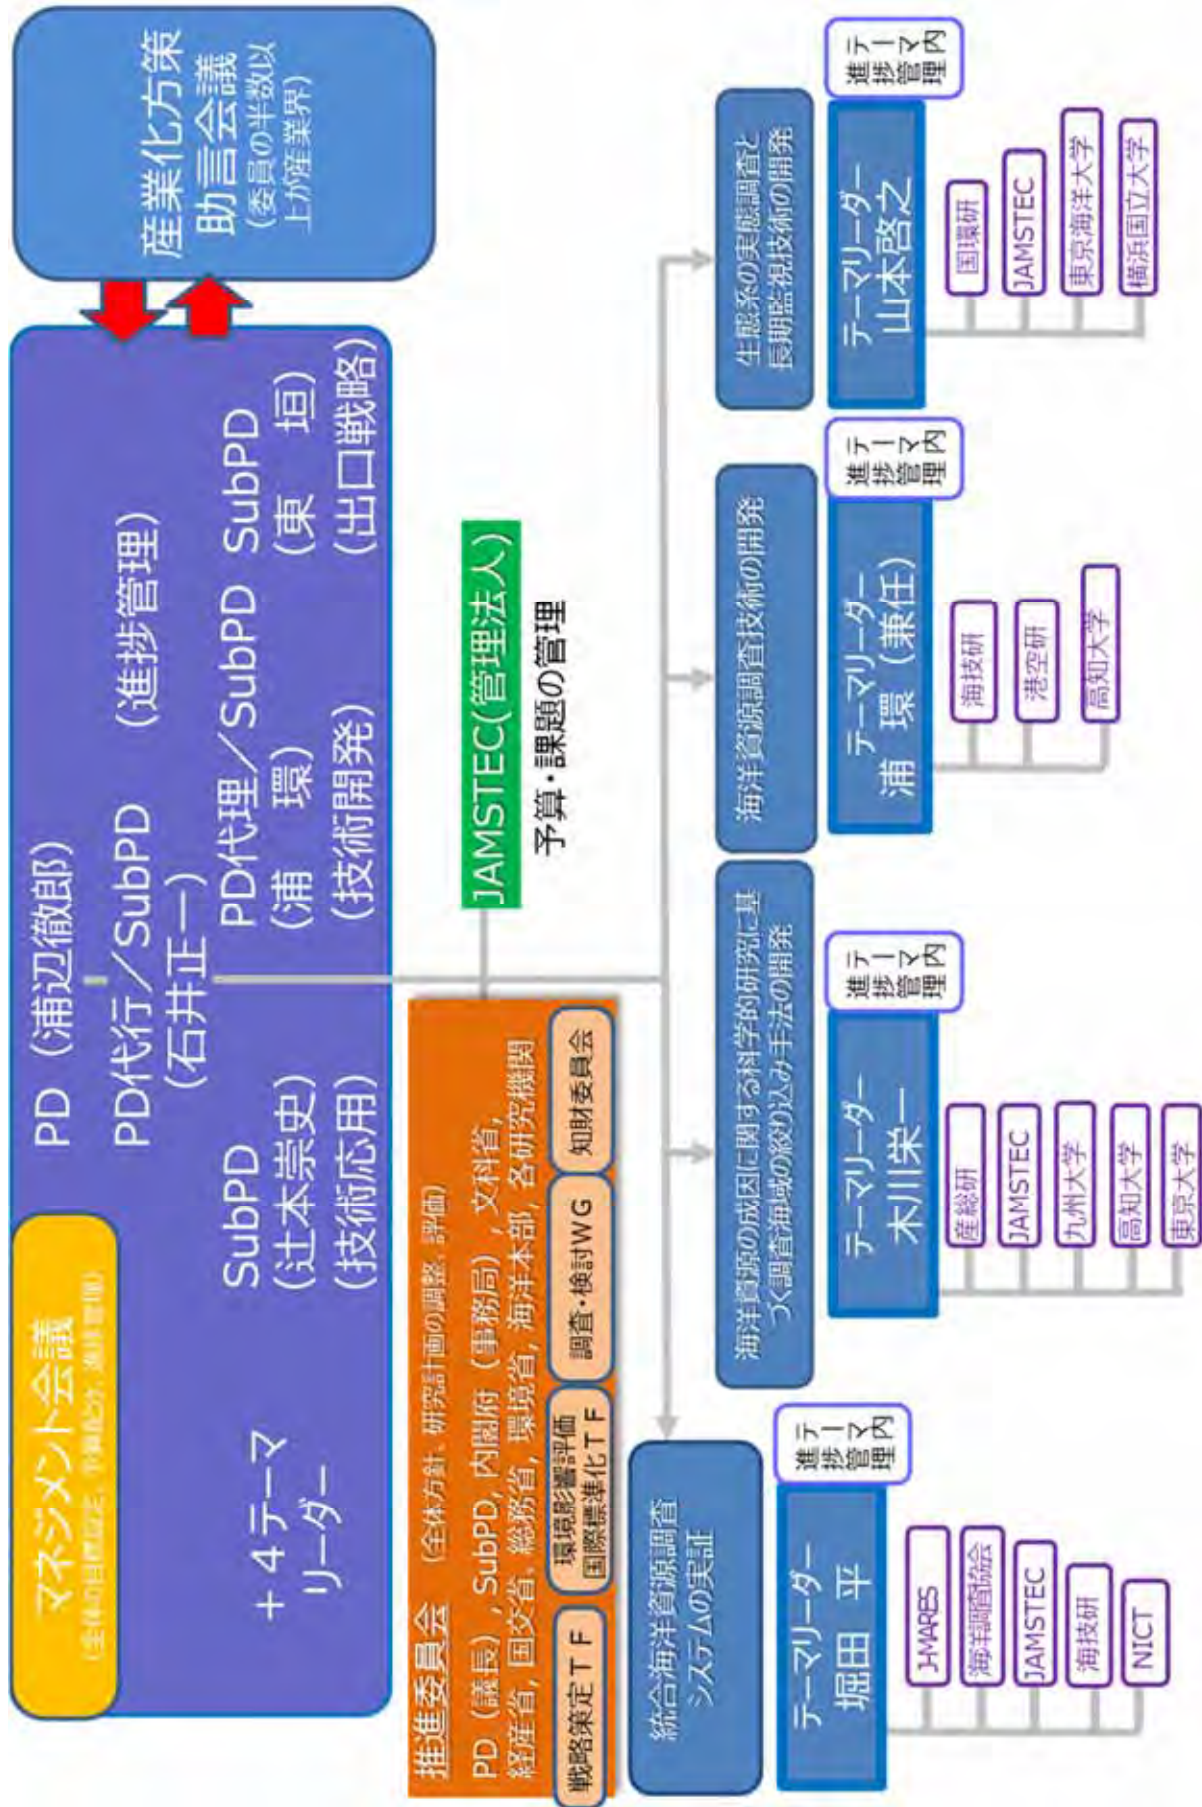 マネジメント会議
(全体の目標設定、予算配分、進捗管理)
PD (浦辺徹郎)
PD代行/SubPD (進捗管理)
(石井正一)
+4テーマ
リーダー
SubPD
(辻本崇史)
(技術応用)
PD代理/SubPD
(浦 環)
(技術開発)
SubPD
(東 垣)
(出口戦略)
産業化方策
助言会議
(委員の半数以
上が産業界)
推進委員会 (全体方針、研究計画の調整、評価)
PD (議長) , SubPD, 内閣府 (事務局) , 文科省,
経産省, 国交省、総務省, 環境省, 海洋本部, 各研究機関
戦略策定TF
環境影響評価
国際標準化TF
調査・検討WG
知財委員会
JAMSTEC(管理法人)
予算・課題の管理
統合海洋資源調査
システムの実証
テーマリーダー
堀田 平
テーマ内
進捗管理
J-MARES
海洋調査協会
JAMSTEC
海技研
NICT
海洋資源の成因に関する科学的研究に基
づく調査海域の絞り込み手法の開発
テーマリーダー
木川栄一
テーマ内
進捗管理
産総研
JAMSTEC
九州大学
高知大学
東京大学
海洋資源調査技術の開発
テーマリーダー
浦 環 (兼任)
テーマ内
進捗管理
海技研
港空研
高知大学
生態系の実態調査と
長期監視技術の開発
テーマリーダー
山本啓之
テーマ内
進捗管理
国環研
JAMSTEC
東京海洋大学
横浜国立大学